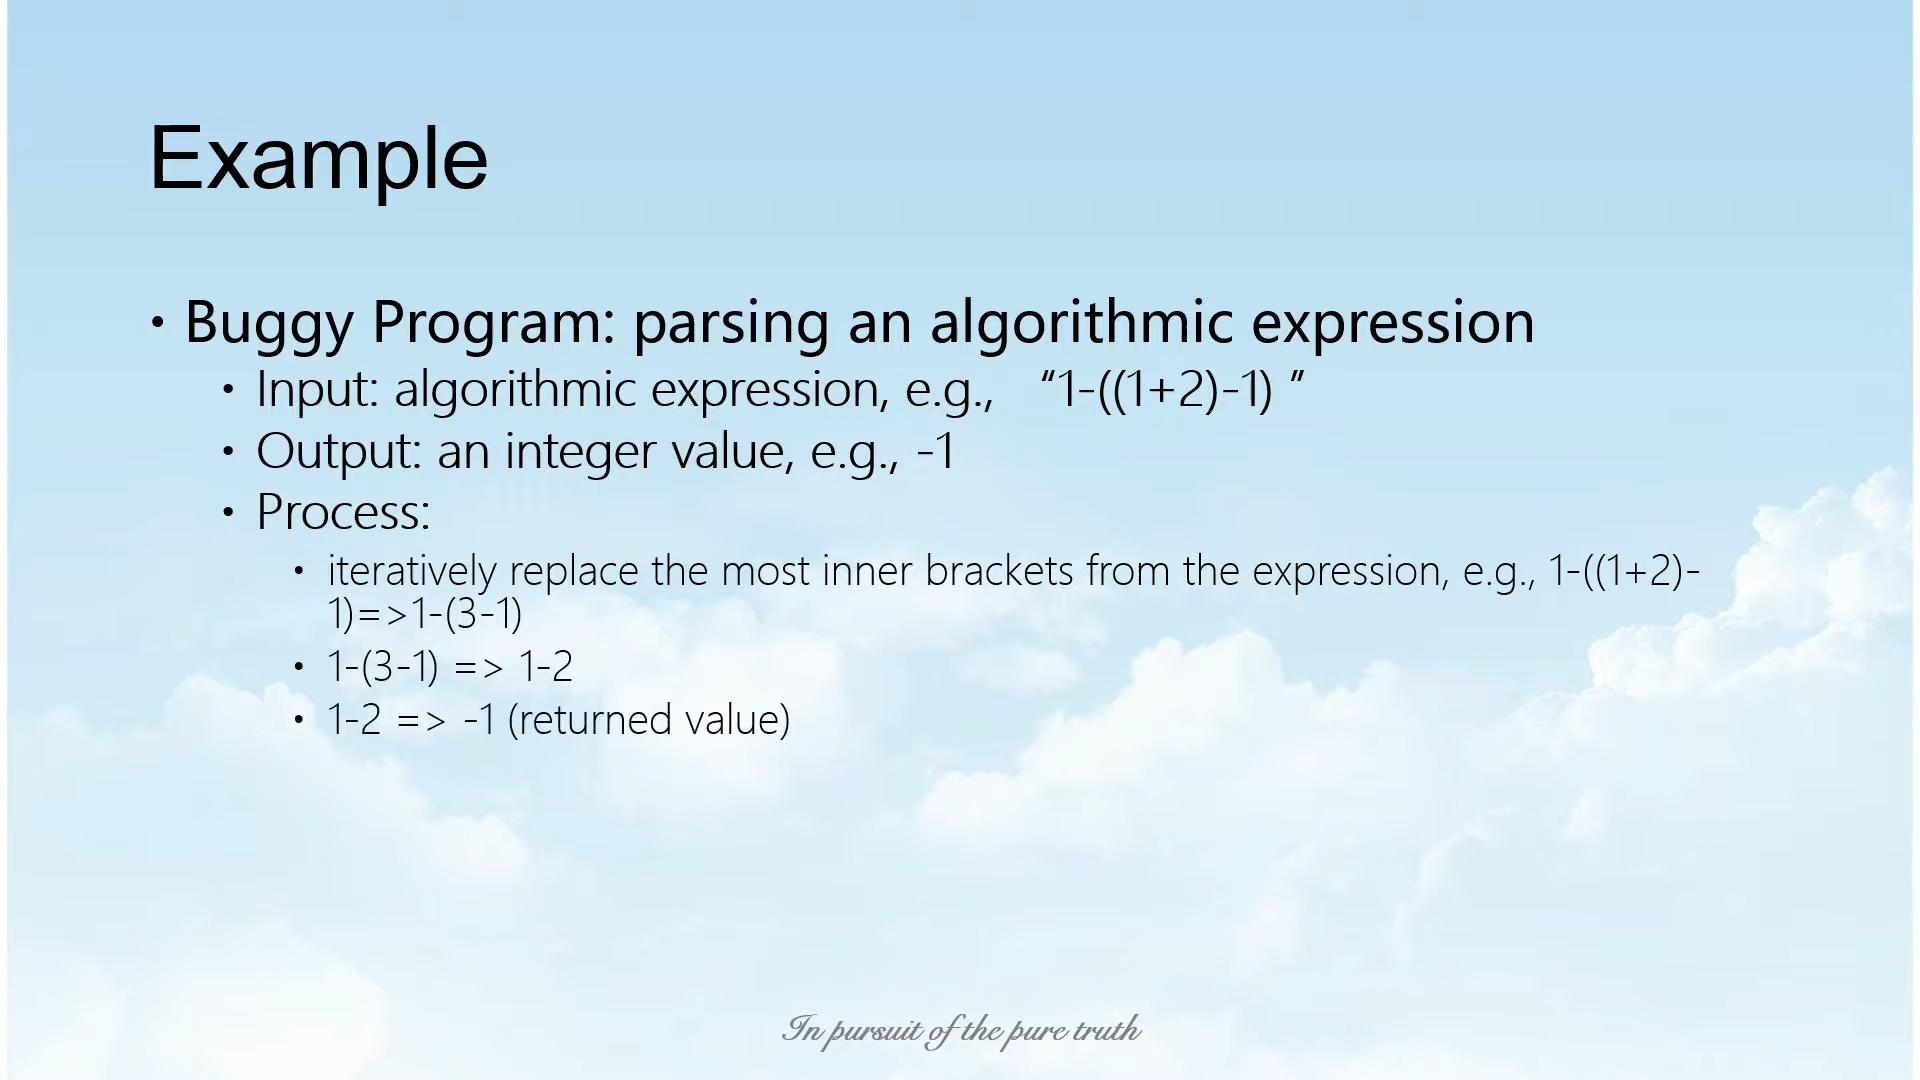 Example
• Buggy Program: parsing an algorithmic expression
• Input: algorithmic expression, e.g., “1-((1+2)-1) ”
• Output: an integer value, e.g., -1
• Process:
• iteratively replace the most inner brackets from the expression, e.g., 1-((1+2)-
1)=>1-(3-1)
• 1-(3-1) => 1-2
• 1-2 => -1 (returned value)
In pursuit of the pure truth